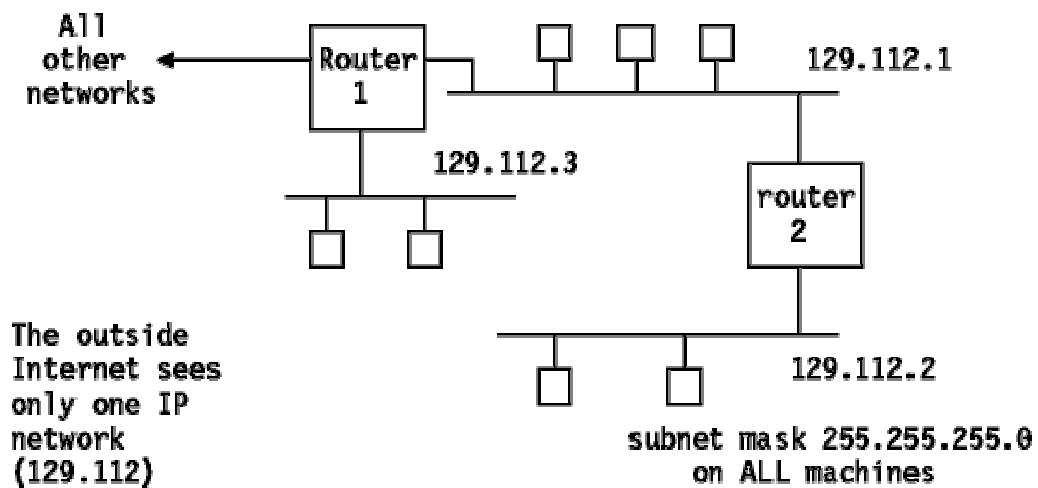 All
other
networks
Router
1
129.112.1
129.112.3
router
2
The outside
Internet sees
only one IP
network
(129.112)
129.112.2
subnet mask 255.255.255.0
on ALL machines